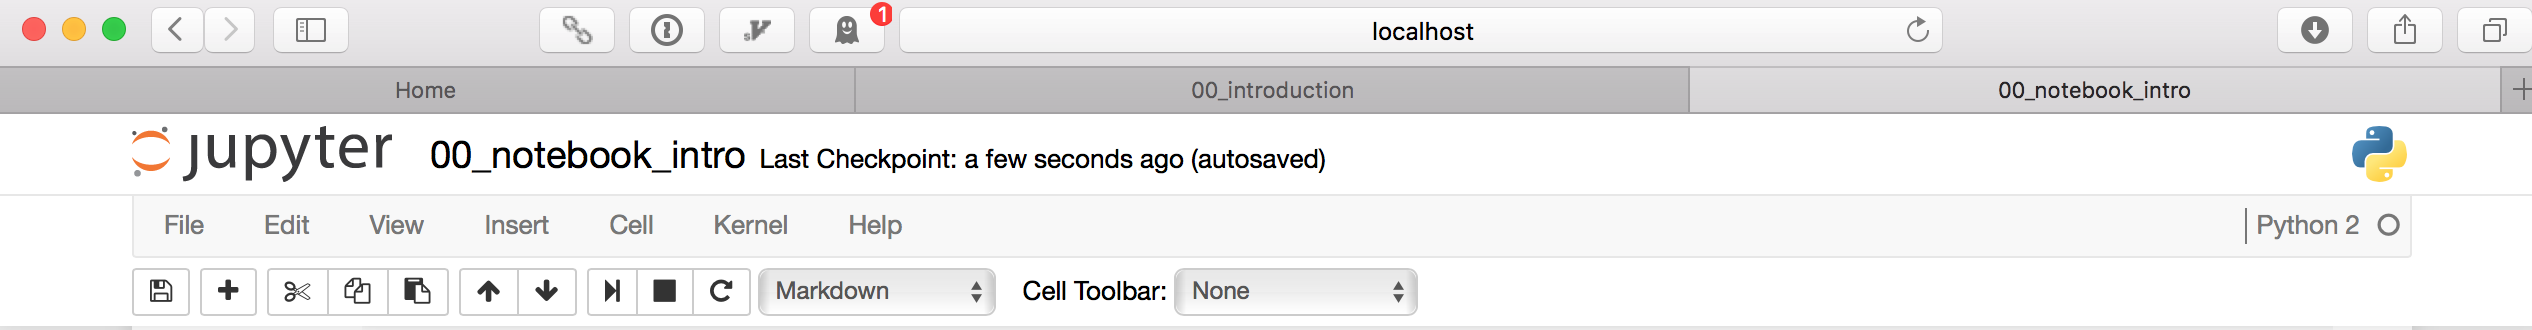 1
localhost
Home 00_introduction 00_notebook_intro
jupyter 00_notebook_intro Last Checkpoint: a few seconds ago (autosaved)
File Edit View Insert Cell Kernel Help Python 2
Markdown Cell Toolbar: None